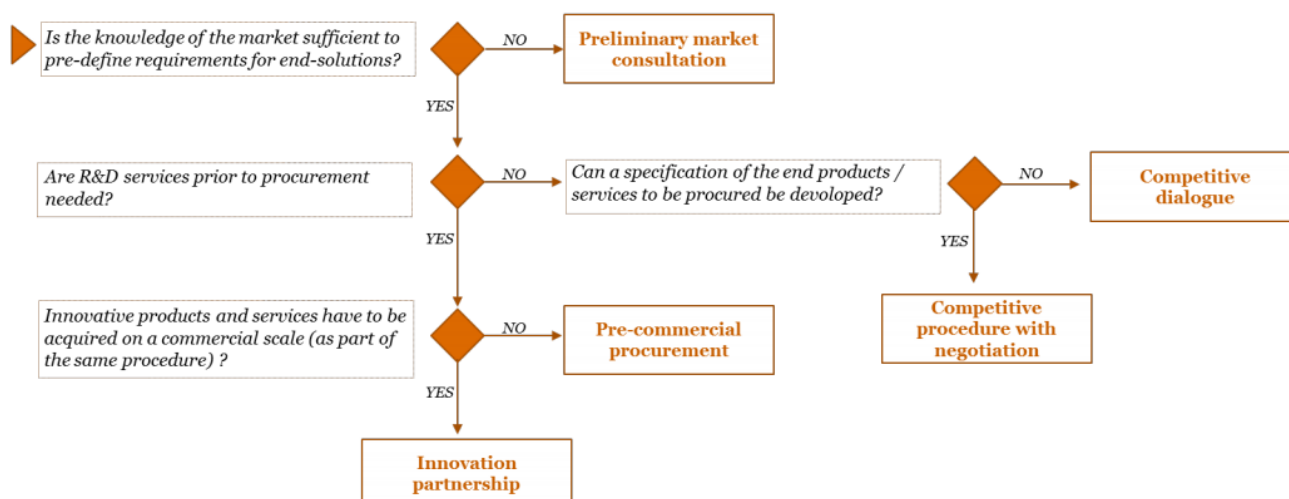 Is the knowledge of the market sufficient to
pre-define requirements for end-solutions?
NO
Preliminary market
consultation
YES
Are R&D services prior to procurement
needed?
NO
Can a specification of the end products /
services to be procured be devoloped?
NO
Competitive
dialogue
YES
YES
Innovative products and services have to be
acquired on a commercial scale (as part of
the same procedure) ?
NO
Pre-commercial
procurement
Competitive
procedure with
negotiation
YES
Innovation
partnership